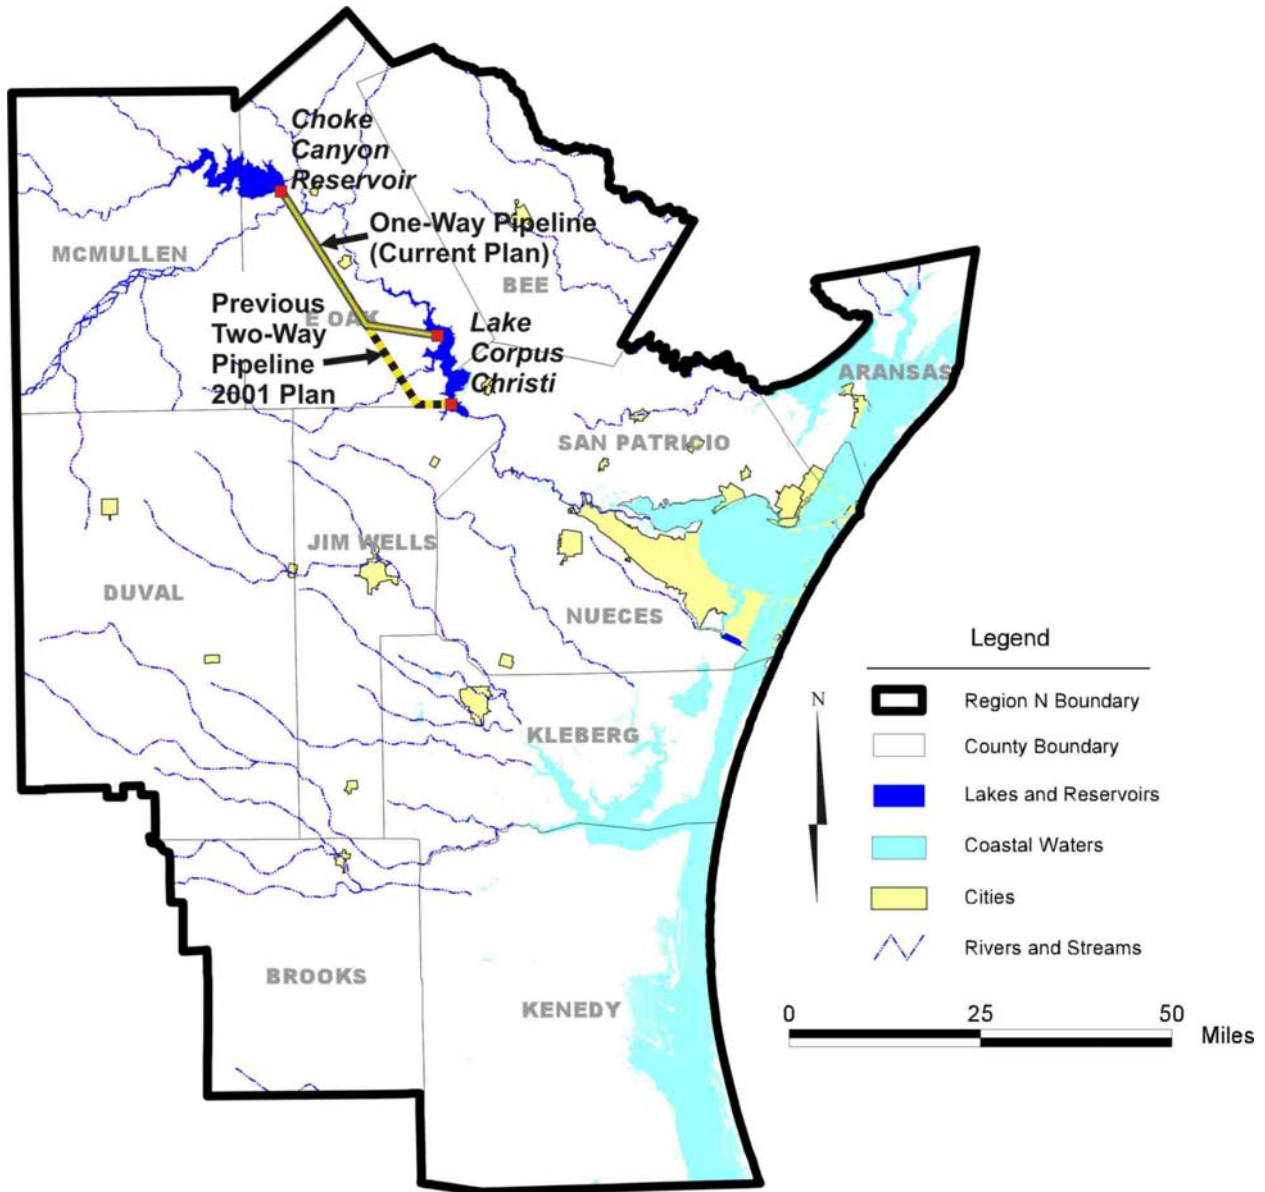 Choke
Canyon
Reservoir
One-Way Pipeline
(Current Plan)
MCMULLEN
BEE
Previous
Two-Way
Pipeline
2001 Plan
E OAK
Lake
Corpus
Christi
ARANSAS
SAN PATRICIO
JIM WELLS
DUVAL
NUECES
KLEBERG
BROOKS
KENEDY
Legend
N
Region N Boundary
County Boundary
Lakes and Reservoirs
Coastal Waters
Cities
Rivers and Streams
0 25 50
Miles